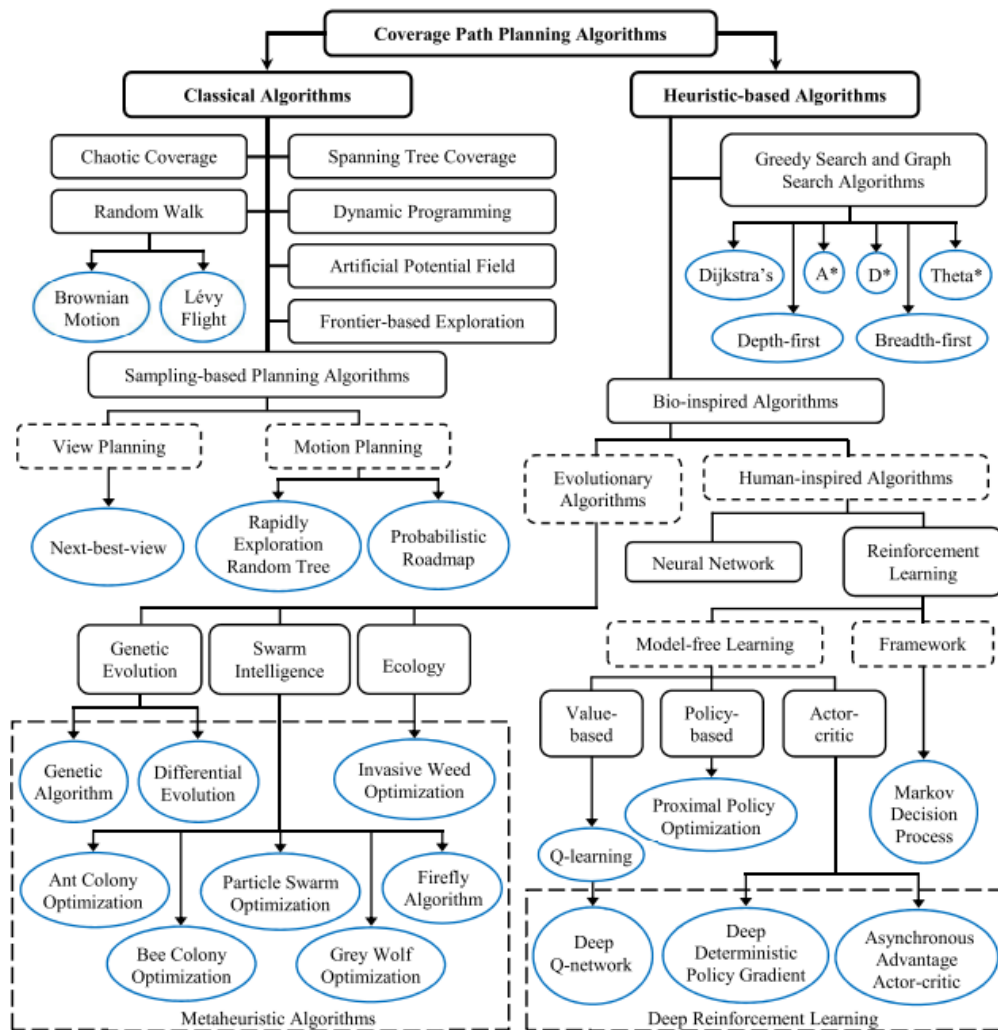 Coverage Path Planning Algorithms
Classical Algorithms
Heuristic-based Algorithms
Chaotic Coverage
Spanning Tree Coverage
Greedy Search and Graph
Search Algorithms
Random Walk
Dynamic Programming
Brownian
Motion
Lévy
Flight
Artificial Potential Field
Frontier-based Exploration
Dijkstra's
A*
D*
Theta*
Depth-first
Breadth-first
Sampling-based Planning Algorithms
Bio-inspired Algorithms
View Planning
Motion Planning
Evolutionary
Algorithms
Human-inspired Algorithms
Next-best-view
Rapidly
Exploration
Random Tree
Probabilistic
Roadmap
Neural Network
Reinforcement
Learning
Genetic
Evolution
Swarm
Intelligence
Ecology
Model-free Learning
Framework
Value-
based
Policy-
based
Actor-
critic
Genetic
Algorithm
Differential
Evolution
Invasive Weed
Optimization
Proximal Policy
Optimization
Markov
Decision
Process
Q-learning
Ant Colony
Optimization
Particle Swarm
Optimization
Firefly
Algorithm
Bee Colony
Optimization
Grey Wolf
Optimization
Deep
Q-network
Deep
Deterministic
Policy Gradient
Asynchronous
Advantage
Actor-critic
Metaheuristic Algorithms
Deep Reinforcement Learning